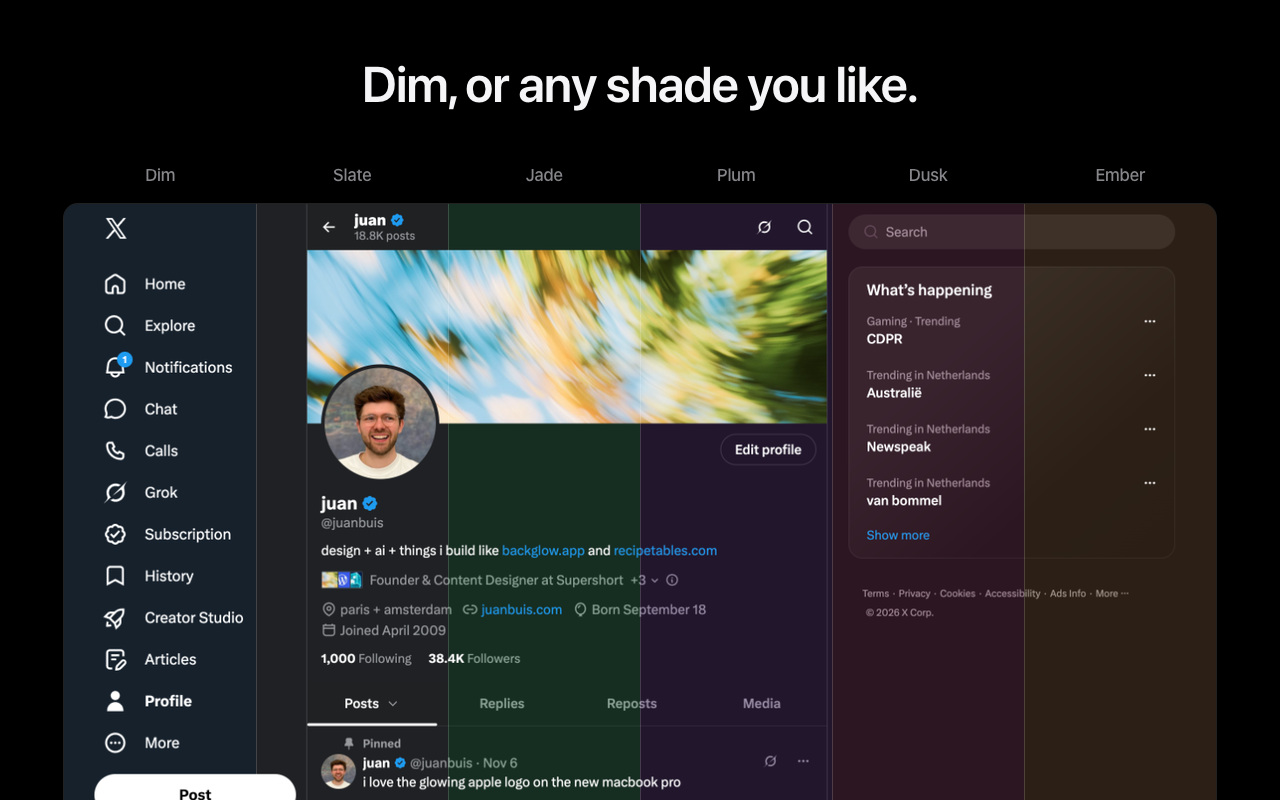 Dim, or any shade you like.
Dim
Slate
Jade
Plum
Dusk
Ember
Home
Explore
1
Notifications
Chat
Calls
Grok
Subscription
History
Creator Studio
Articles
Profile
More
Post
juan
18.8K posts
Edit profile
juan
@juanbuis
design + ai + things i build like backglow.app and recipetables.com
Founder & Content Designer at Supershort +3
paris + amsterdam juanbuis.com Born September 18
Joined April 2009
1,000 Following 38.4K Followers
Posts Replies Reposts Media
Pinned
juan @juanbuis · Nov 6
i love the glowing apple logo on the new macbook pro
Search
What's happening
Gaming · Trending
CDPR
Trending in Netherlands
Australië
Trending in Netherlands
Newspeak
Trending in Netherlands
van bommel
Show more
Terms · Privacy · Cookies · Accessibility · Ads Info · More ···
© 2026 X Corp.